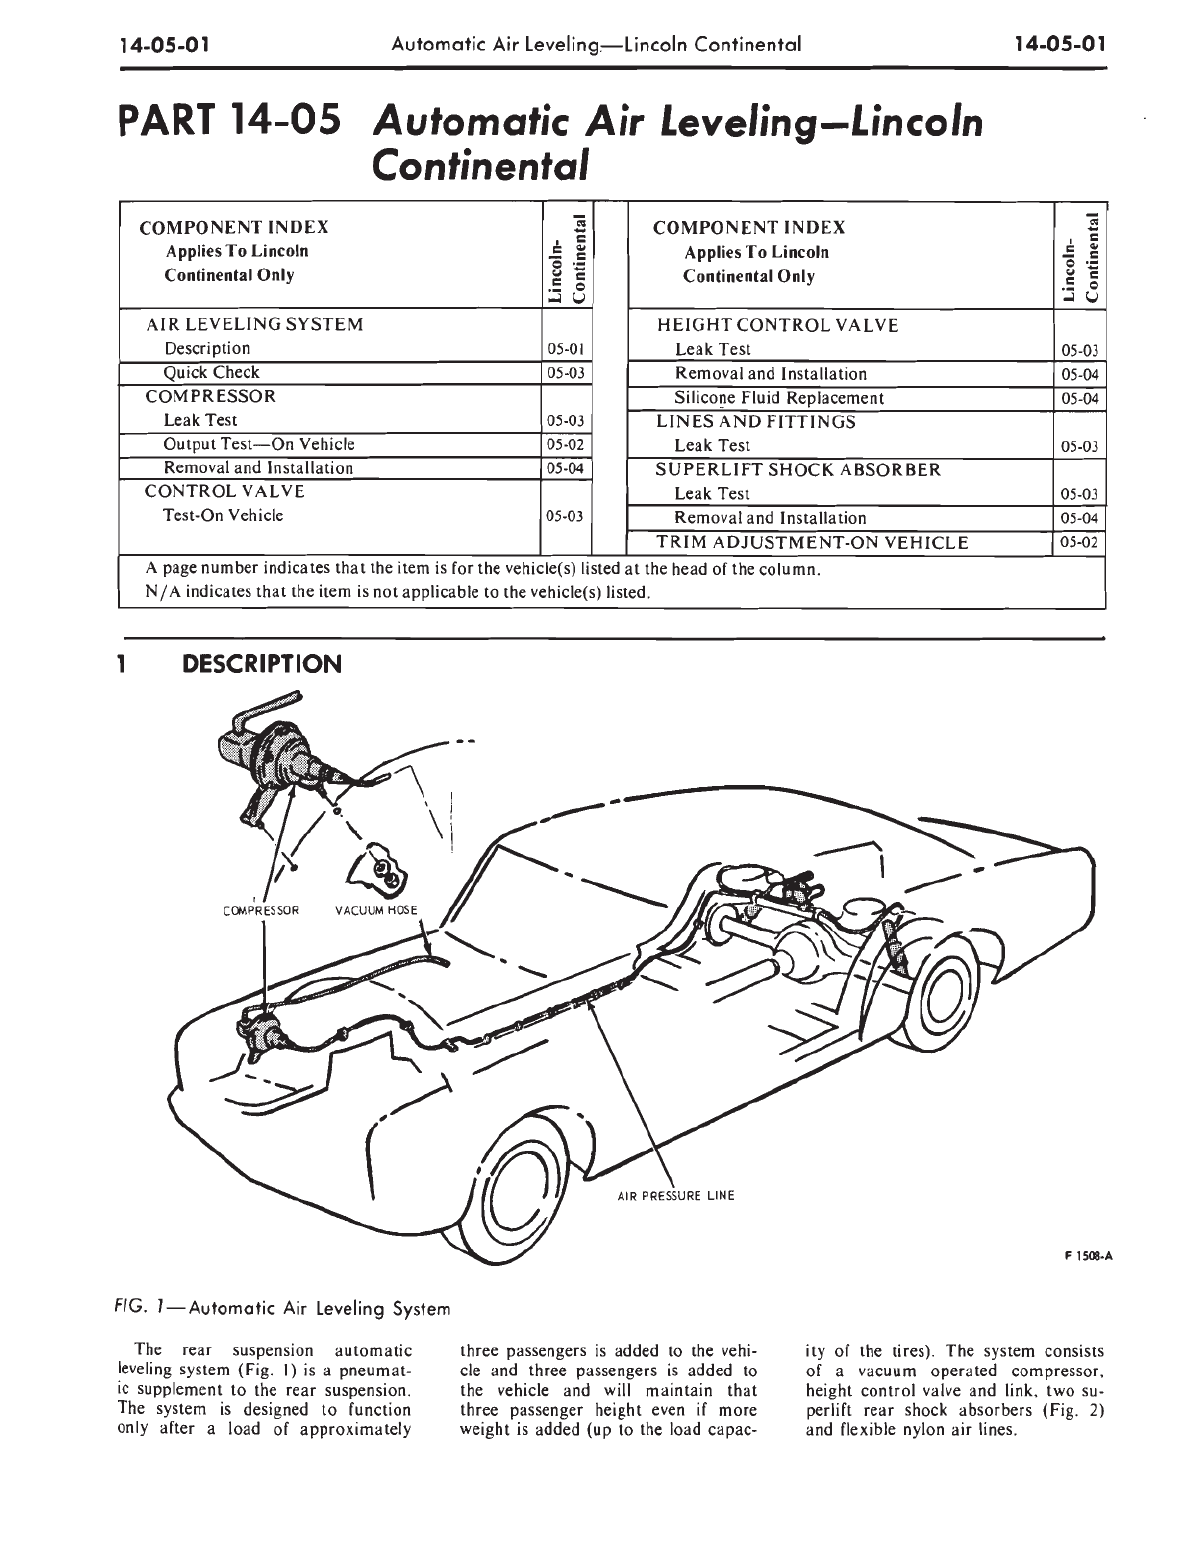 14-05-01 Automatic Air Leveling—Lincoln Continental 14-05-01
PART 14-05 Automatic Air Leveling—Lincoln
Continental
COMPONENT INDEX
Applies To Lincoln
Continental Only
Lincoln-
Continental
AIR LEVELING SYSTEM
Description 05-01
Quick Check 05-03
COMPRESSOR
Leak Test 05-03
Output Test—On Vehicle 05-02
Removal and Installation 05-04
CONTROL VALVE
Test-On Vehicle 05-03
COMPONENT INDEX
Applies To Lincoln
Continental Only
Lincoln-
Continental
HEIGHT CONTROL VALVE
Leak Test 05-03
Removal and Installation 05-04
Silicone Fluid Replacement 05-04
LINES AND FITTINGS
Leak Test 05-03
SUPERLIFT SHOCK ABSORBER
Leak Test 05-03
Removal and Installation 05-04
TRIM ADJUSTMENT-ON VEHICLE 05-02
A page number indicates that the item is for the vehicle(s) listed at the head of the column.
N/A indicates that the item is not applicable to the vehicle(s) listed.
1 DESCRIPTION
COMPRESSOR
VACUUM HOSE
AIR PRESSURE LINE
F 1508-A
FIG. 1—Automatic Air Leveling System
The rear suspension automatic
leveling system (Fig. 1) is a pneumat-
ic supplement to the rear suspension.
The system is designed to function
only after a load of approximately
three passengers is added to the vehi-
cle and three passengers is added to
the vehicle and will maintain that
three passenger height even if more
weight is added (up to the load capac-
ity of the tires). The system consists
of a vacuum operated compressor,
height control valve and link, two su-
perlift rear shock absorbers (Fig. 2)
and flexible nylon air lines.